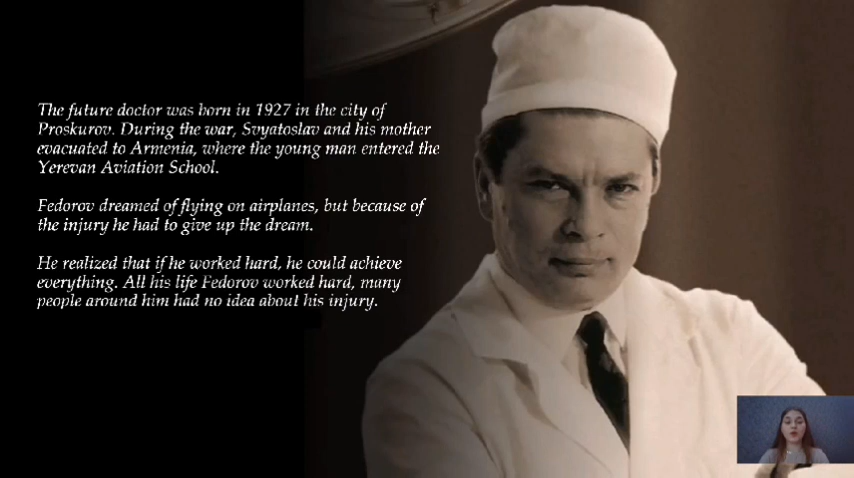 The future doctor was born in 1927 in the city of
Proskurov. During the war, Svyatoslav and his mother
evacuated to Armenia, where the young man entered the
Yerevan Aviation School.
Fedorov dreamed of flying on airplanes, but because of
the injury he had to give up the dream.
He realized that if he worked hard, he could achieve
everything. All his life Fedorov worked hard, many
people around him had no idea about his injury.